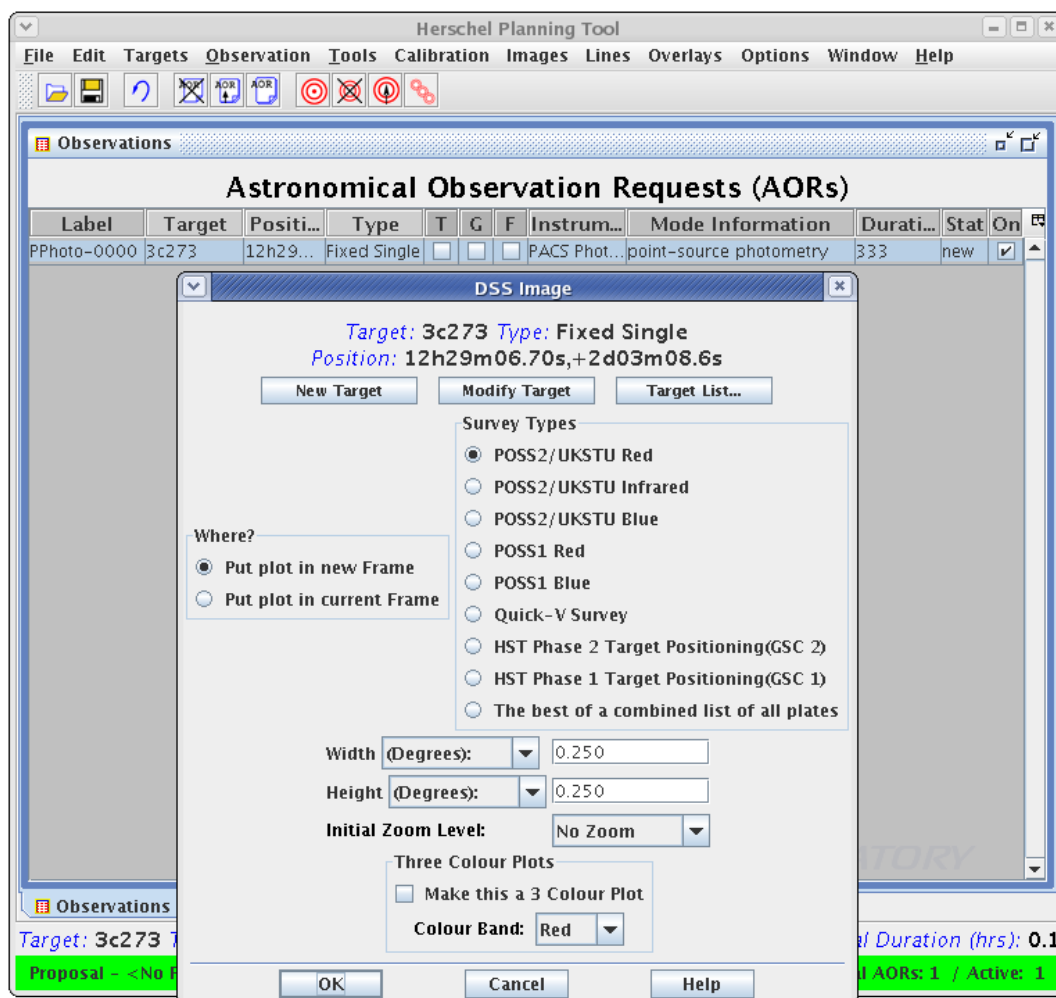 Herschel Planning Tool
File Edit Targets Observation Tools Calibration Images Lines Overlays Options Window Help
AOR AOR AOR
Observations
Astronomical Observation Requests (AORs)
Label Target Positi... Type T G F Instrum... Mode Information Durati... Stat On
PPhoto-0000 3c273 12h29... Fixed Single PACS Phot... point-source photometry 333 new
DSS Image
Target: 3c273 Type: Fixed Single
Position: 12h29m06.70s,+2d03m08.6s
New Target Modify Target Target List...
Survey Types
POSS2/UKSTU Red
POSS2/UKSTU Infrared
POSS2/UKSTU Blue
POSS1 Red
POSS1 Blue
Quick-V Survey
HST Phase 2 Target Positioning(GSC 2)
HST Phase 1 Target Positioning(GSC 1)
The best of a combined list of all plates
Where?
Put plot in new Frame
Put plot in current Frame
Width (Degrees): 0.250
Height (Degrees): 0.250
Initial Zoom Level: No Zoom
Three Colour Plots
Make this a 3 Colour Plot
Colour Band: Red
OK Cancel Help
ATORY
Observations
Target: 3c273 Duration (hrs): 0.1
Proposal - <No AORs: 1 / Active: 1